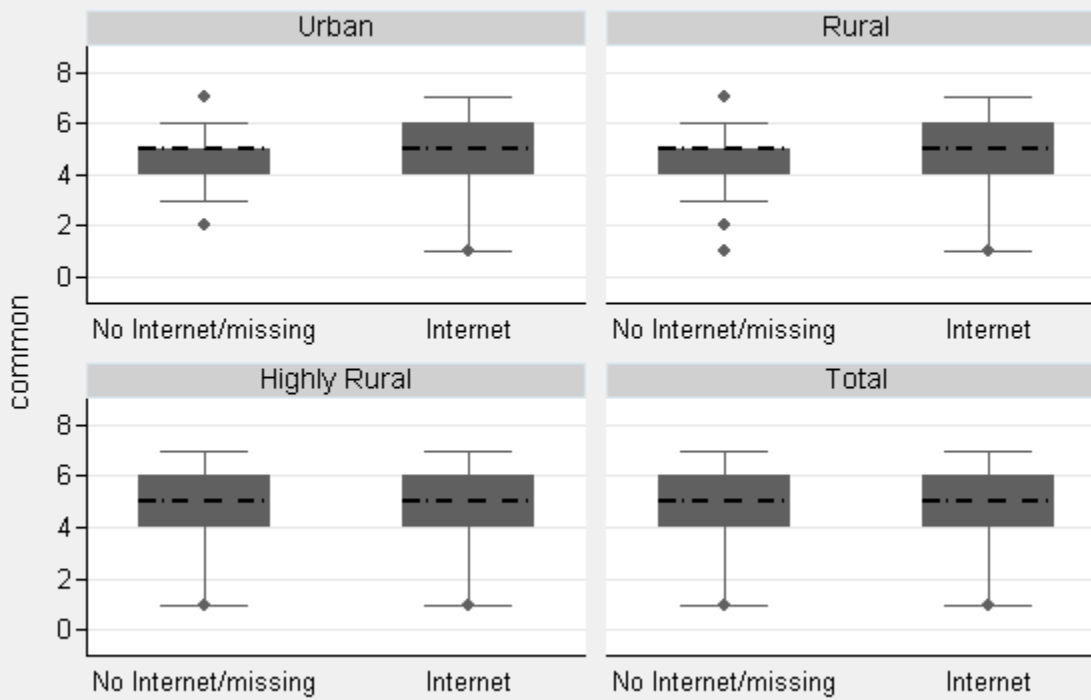 Urban
Rural
8
6
4
2
0
No Internet/missing
Internet
No Internet/missing
Internet
common
Highly Rural
Total
8
6
4
2
0
No Internet/missing
Internet
No Internet/missing
Internet